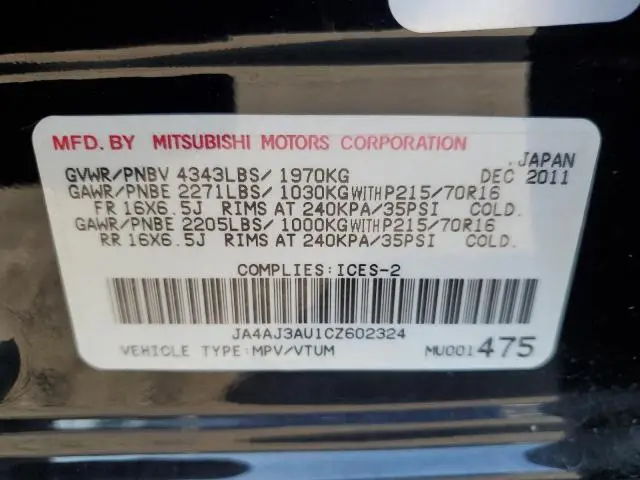 MFD. BY MITSUBISHI MOTORS CORPORATION
.JAPAN
GVWR/PNBV 4343LBS/ 1970KG DEC 2011
GAWR/PNBE 2271LBS/ 1030KG WITH P215/70R16
FR 16X6.5J RIMS AT 240KPA/35PSI COLD.
GAWR/PNBE 2205LBS/ 1000KG WITH P215/70R16
RR 16X6.5J RIMS AT 240KPA/35PSI COLD.
COMPLIES:ICES-2
JA4AJ3AU1CZ602324
VEHICLE TYPE:MPV/VTUM MU001475